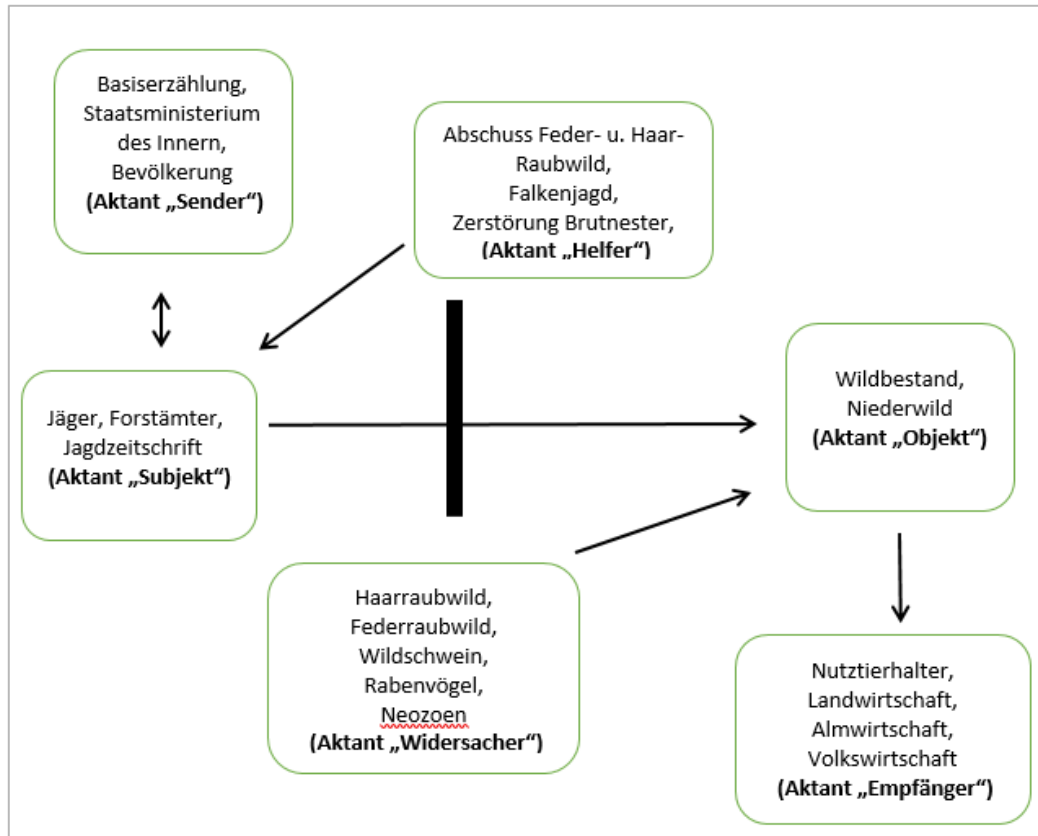 Basiserzählung,
Staatsministerium
des Innern,
Bevölkerung
(Aktant „Sender“)
Abschuss Feder- u. Haar-
Raubwild,
Falkenjagd,
Zerstörung Brutnester,
(Aktant „Helfer“)
Jäger, Forstämter,
Jagdzeitschrift
(Aktant „Subjekt“)
Wildbestand,
Niederwild
(Aktant „Objekt“)
Haarraubwild,
Federraubwild,
Wildschwein,
Rabenvögel,
Neozoen
(Aktant „Widersacher“)
Nutztierhalter,
Landwirtschaft,
Almwirtschaft,
Volkswirtschaft
(Aktant „Empfänger“)